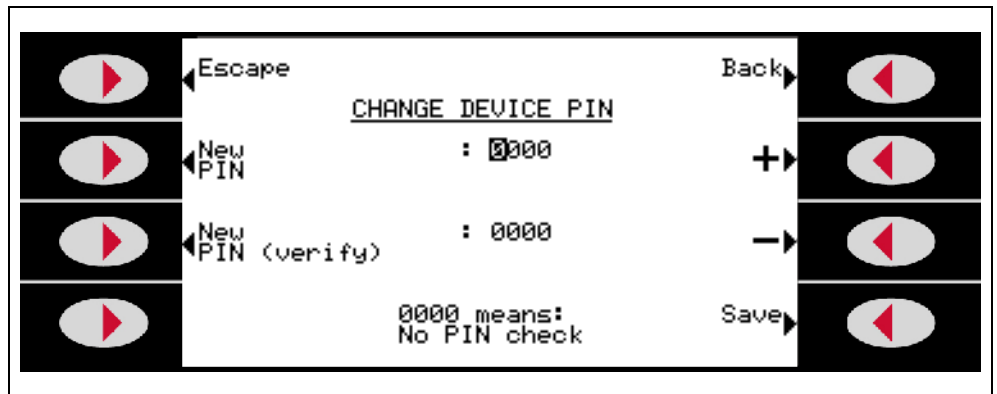 Escape Back
CHANGE DEVICE PIN
New : 0000 +
PIN
New : 0000 −
PIN (verify)
0000 means: Save
No PIN check